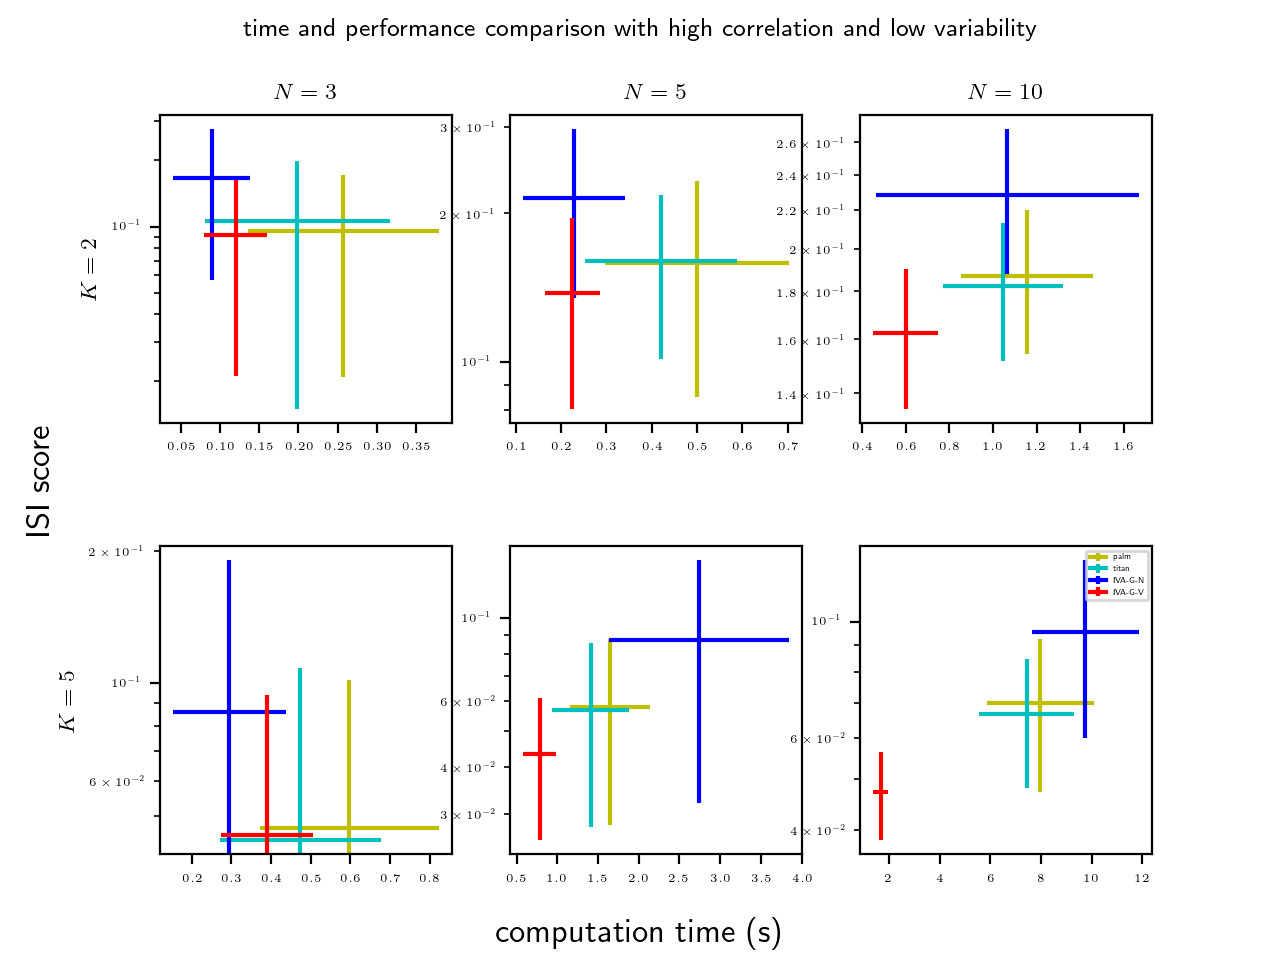 time and performance comparison with high correlation and low variability
N = 3
N = 5
N = 10
K = 2
10⁻¹
0.05 0.10 0.15 0.20 0.25 0.30 0.35
3 × 10⁻¹
2 × 10⁻¹
10⁻¹
0.1 0.2 0.3 0.4 0.5 0.6 0.7
2.6 × 10⁻¹
2.4 × 10⁻¹
2.2 × 10⁻¹
2 × 10⁻¹
1.8 × 10⁻¹
1.6 × 10⁻¹
1.4 × 10⁻¹
0.4 0.6 0.8 1.0 1.2 1.4 1.6
ISI score
K = 5
2 × 10⁻¹
10⁻¹
6 × 10⁻²
0.2 0.3 0.4 0.5 0.6 0.7 0.8
10⁻¹
6 × 10⁻²
4 × 10⁻²
3 × 10⁻²
0.5 1.0 1.5 2.0 2.5 3.0 3.5 4.0
10⁻¹
6 × 10⁻²
4 × 10⁻²
2 4 6 8 10 12
palm
titan
IVA-G-N
IVA-G-V
computation time (s)